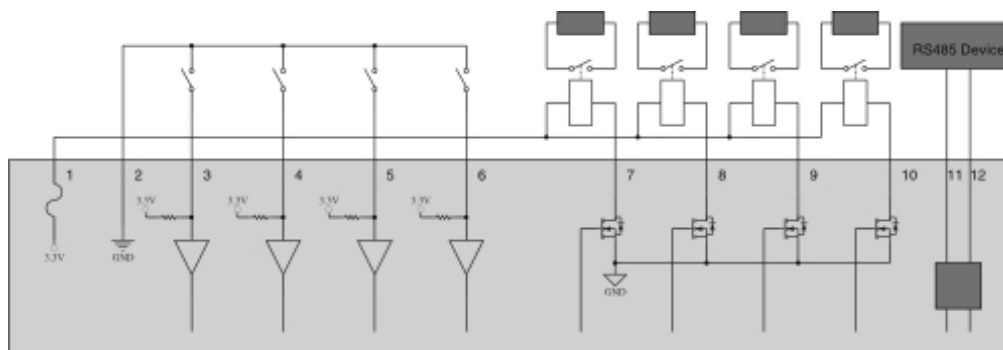 RS485 Device
1 2 3 4 5 6 7 8 9 10 11 12
3.3V 3.3V 3.3V 3.3V
3.3V GND
GND